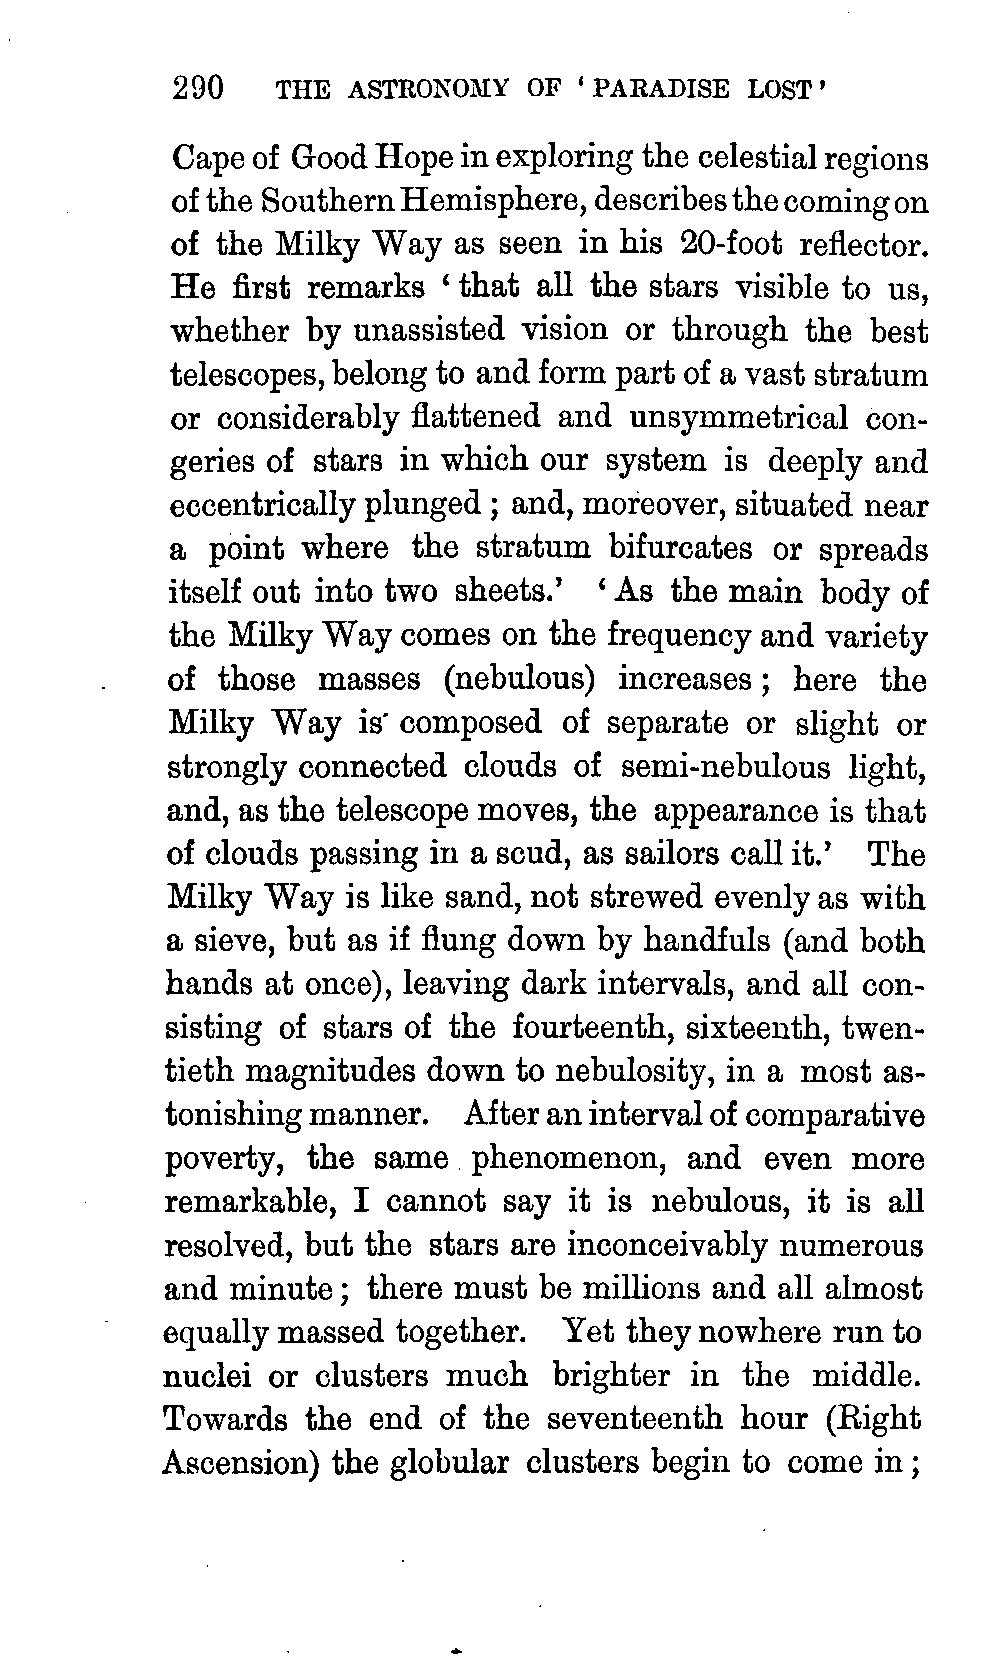 290 THE ASTRONOMY OF ‘PARADISE LOST’
Cape of Good Hope in exploring the celestial regions
of the Southern Hemisphere, describes the coming on
of the Milky Way as seen in his 20-foot reflector.
He first remarks ‘that all the stars visible to us,
whether by unassisted vision or through the best
telescopes, belong to and form part of a vast stratum
or considerably flattened and unsymmetrical con-
geries of stars in which our system is deeply and
eccentrically plunged; and, moreover, situated near
a point where the stratum bifurcates or spreads
itself out into two sheets.’ ‘As the main body of
the Milky Way comes on the frequency and variety
of those masses (nebulous) increases; here the
Milky Way is composed of separate or slight or
strongly connected clouds of semi-nebulous light,
and, as the telescope moves, the appearance is that
of clouds passing in a scud, as sailors call it.’ The
Milky Way is like sand, not strewed evenly as with
a sieve, but as if flung down by handfuls (and both
hands at once), leaving dark intervals, and all con-
sisting of stars of the fourteenth, sixteenth, twen-
tieth magnitudes down to nebulosity, in a most as-
tonishing manner. After an interval of comparative
poverty, the same phenomenon, and even more
remarkable, I cannot say it is nebulous, it is all
resolved, but the stars are inconceivably numerous
and minute; there must be millions and all almost
equally massed together. Yet they nowhere run to
nuclei or clusters much brighter in the middle.
Towards the end of the seventeenth hour (Right
Ascension) the globular clusters begin to come in;